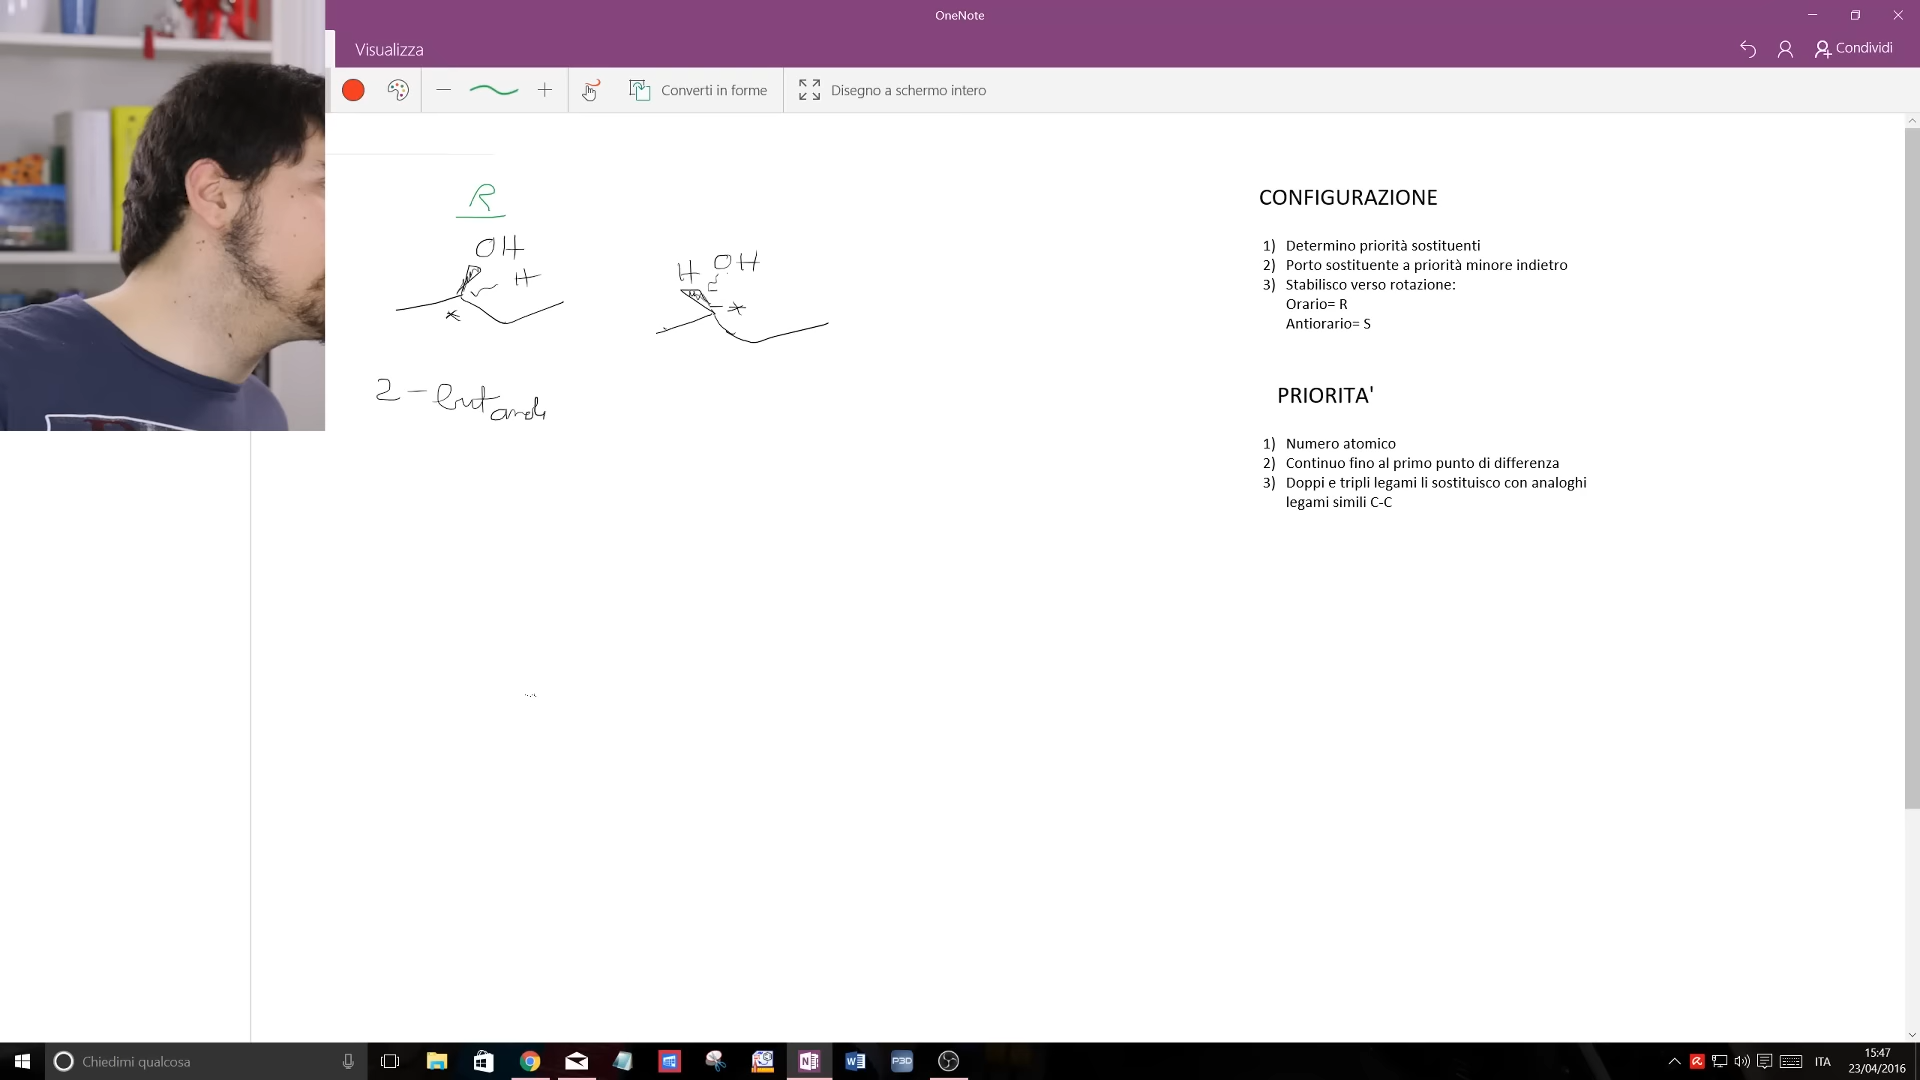 OneNote
Visualizza
Condividi
Converti in forme
Disegno a schermo intero
R
OH
H
*
H
OH
*
2-butanolo
CONFIGURAZIONE
1) Determino priorità sostituenti
2) Porto sostituente a priorità minore indietro
3) Stabilisco verso rotazione:
Orario= R
Antiorario= S
PRIORITA'
1) Numero atomico
2) Continuo fino al primo punto di differenza
3) Doppi e tripli legami li sostituisco con analoghi
legami simili C-C
Chiedimi qualcosa
P3D
ITA
15:47
23/04/2016